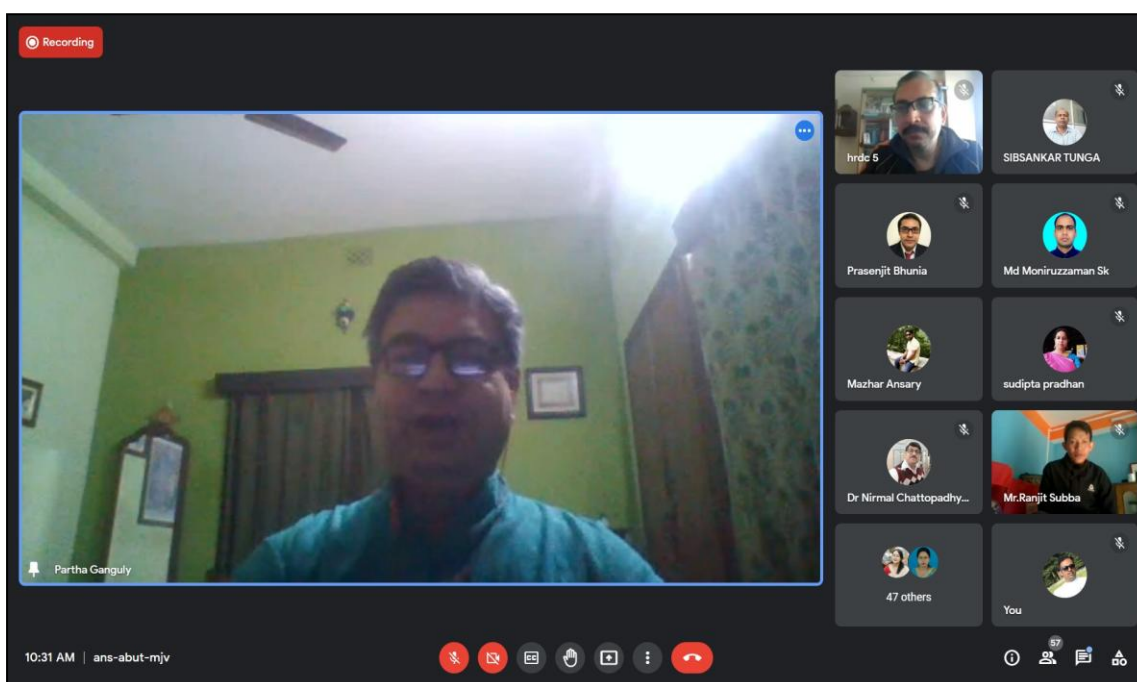 Recording
hrdc 5
SIBSANKAR TUNGA
Prasenjit Bhunia
Md Moniruzzaman Sk
Mazhar Ansary
sudipta pradhan
Dr Nirmal Chattopadhy...
Mr.Ranjit Subba
Partha Ganguly
47 others
You
10:31 AM | ans-abut-mjv
CC
57